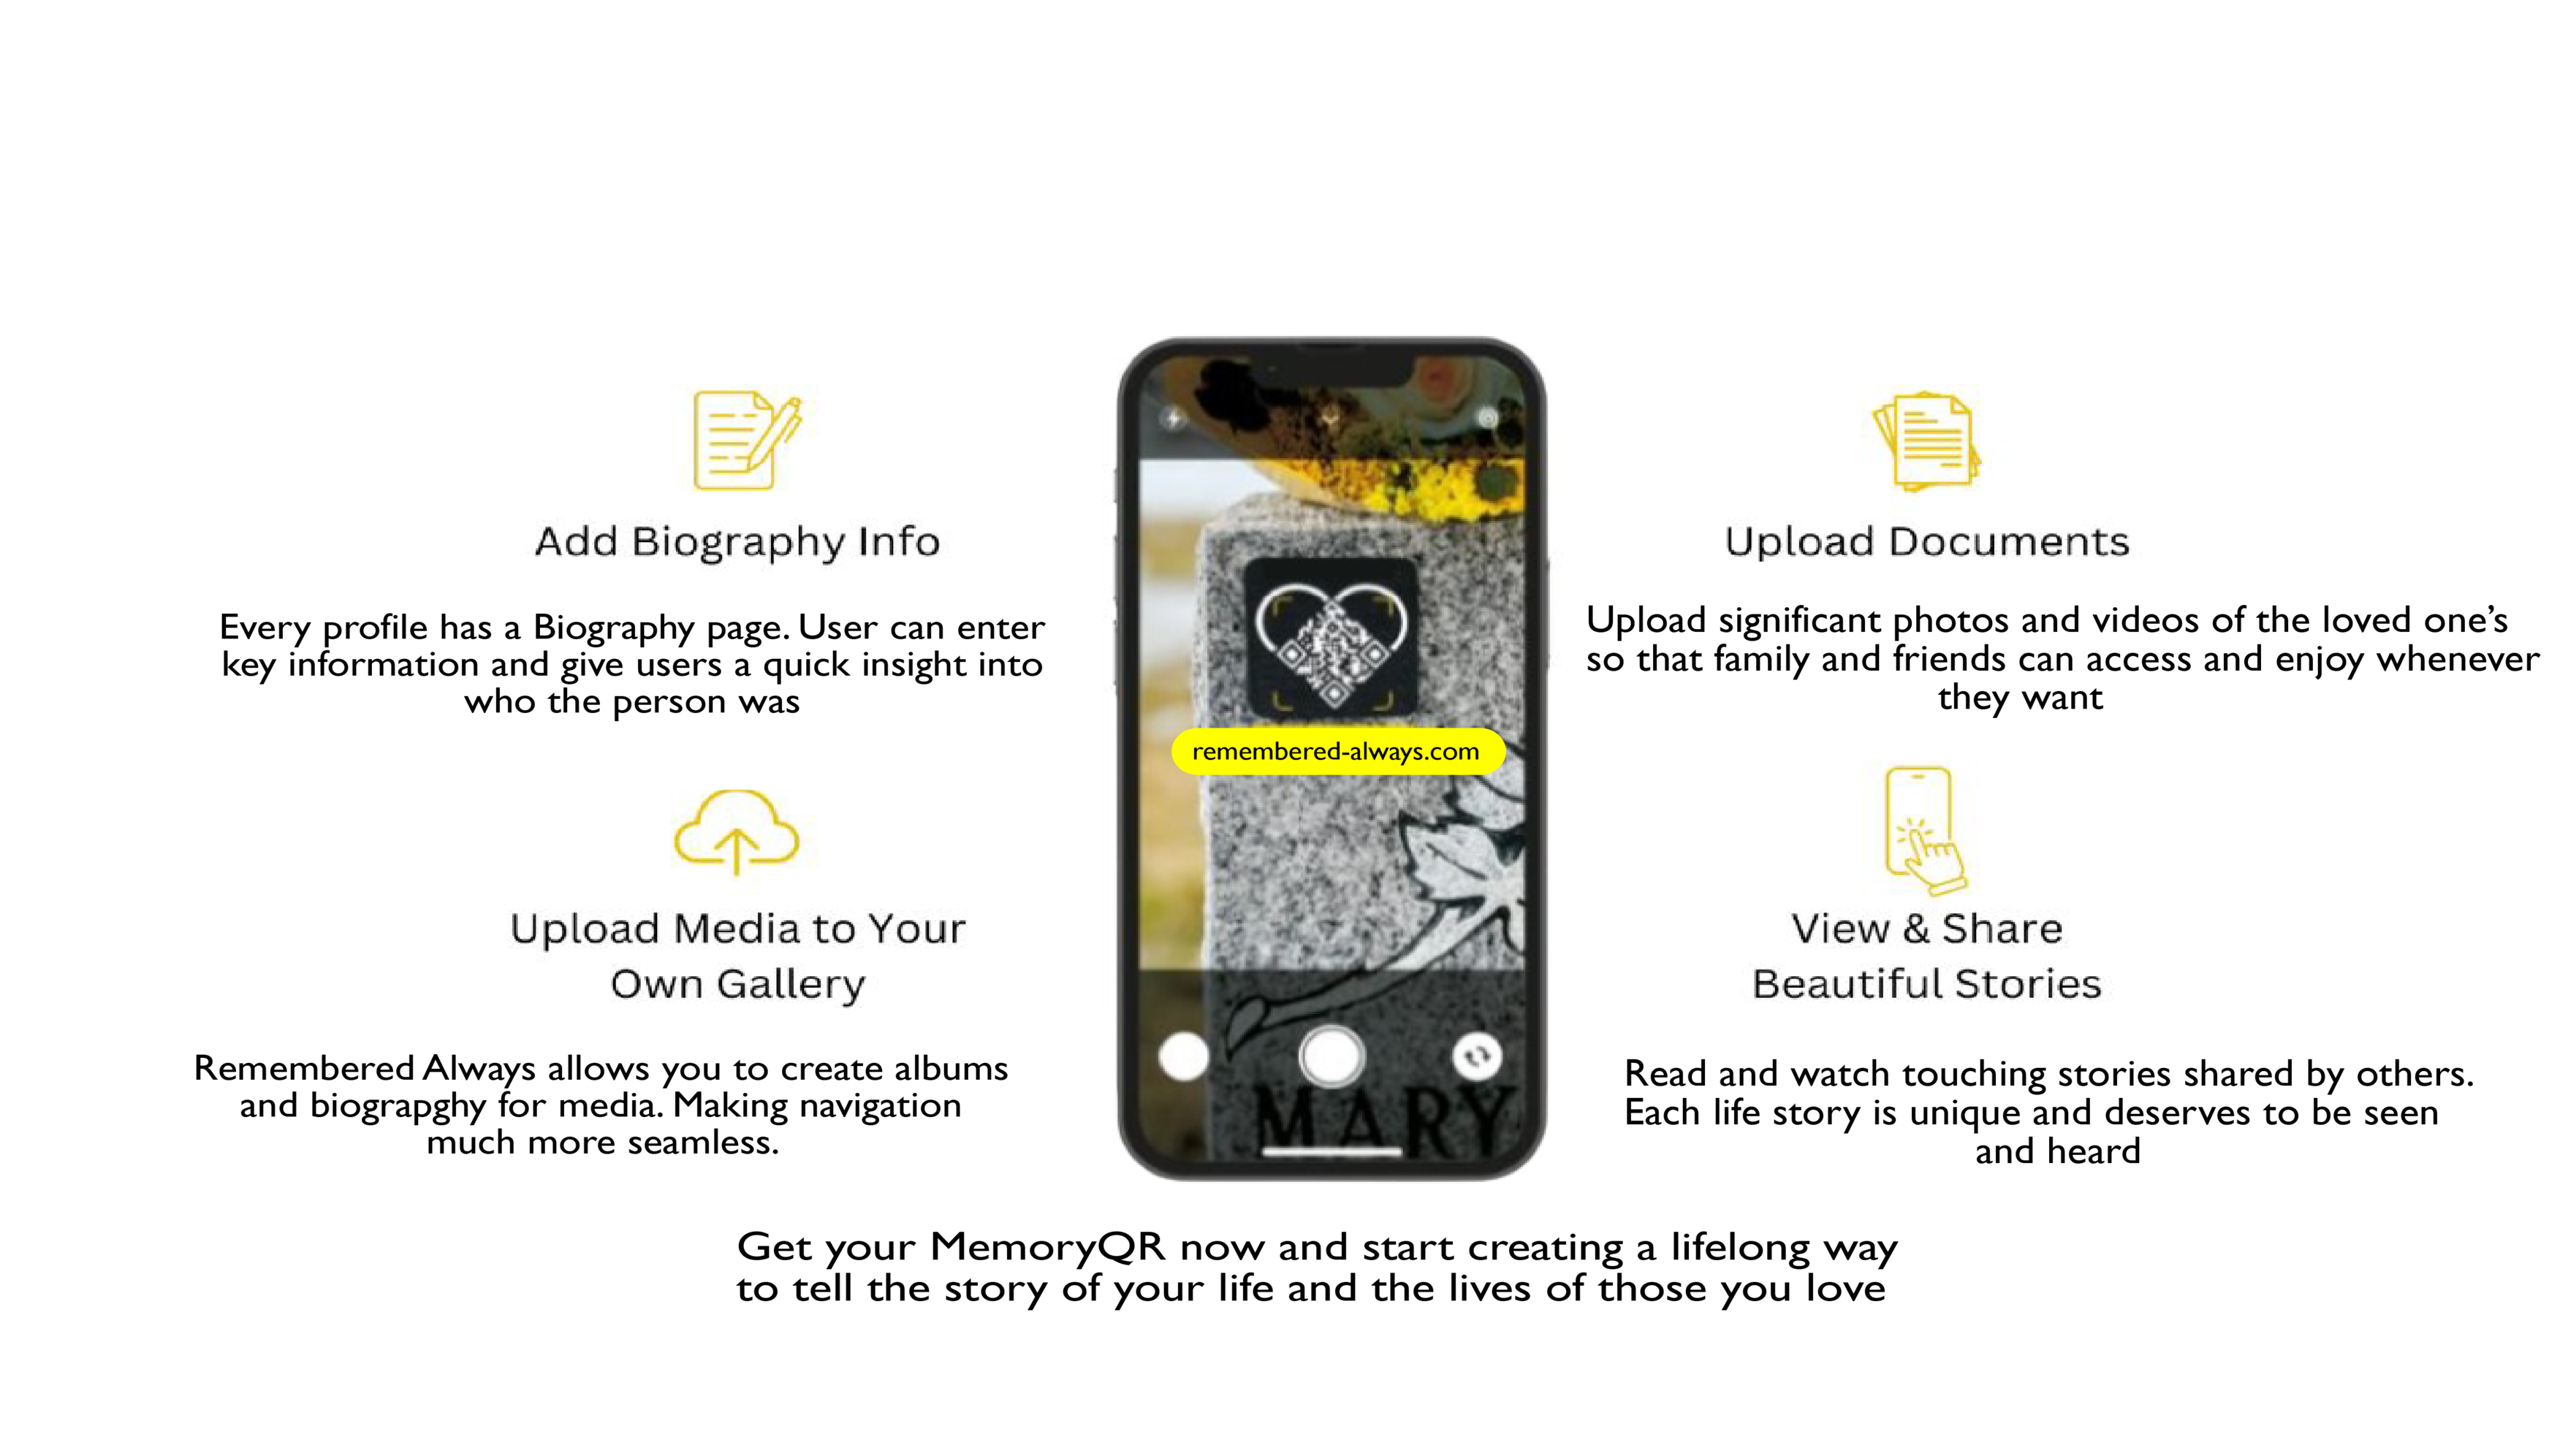 Add Biography Info
Every profile has a Biography page. User can enter
key information and give users a quick insight into
who the person was
Upload Media to Your
Own Gallery
Remembered Always allows you to create albums
and biograpghy for media. Making navigation
much more seamless.
remembered-always.com
MARY
Upload Documents
Upload significant photos and videos of the loved one’s
so that family and friends can access and enjoy whenever
they want
View & Share
Beautiful Stories
Read and watch touching stories shared by others.
Each life story is unique and deserves to be seen
and heard
Get your MemoryQR now and start creating a lifelong way
to tell the story of your life and the lives of those you love